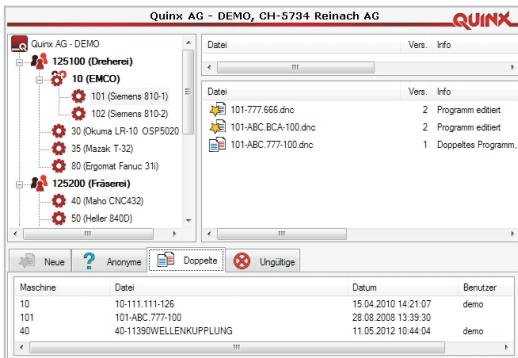 Quinx AG - DEMO, CH-5734 Reinach AG
QUINX
Quinx AG - DEMO
125100 (Dreherei)
10 (EMCO)
101 (Siemens 810-1)
102 (Siemens 810-2)
30 (Okuma LR-10 OSP5020
35 (Mazak T-32)
80 (Ergomat Fanuc 31i)
125200 (Fräserei)
40 (Maho CNC432)
50 (Heller 840D)
Datei Vers. Info
Datei Vers. Info
101-777.666.dnc 2 Programm editiert
101-ABC.BCA-100.dnc 2 Programm editiert
101-ABC.777-100.dnc 1 Doppeltes Programm,
Neue Anonyme Doppelte Ungültige
Maschine Datei Datum Benutzer
10 10-111.111-126 15.04.2010 14:21:07 demo
101 101-ABC.777-100 28.08.2008 13:39:30
40 40-11390WELLENKUPPLUNG 11.05.2012 10:44:04 demo